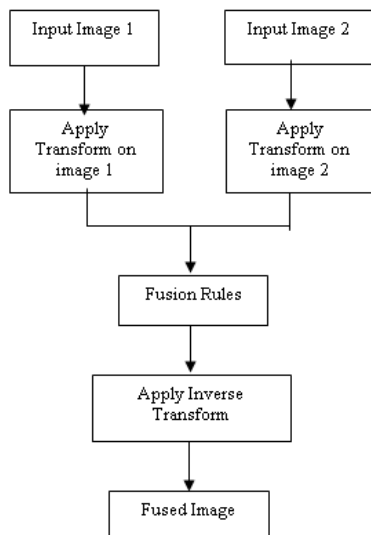 Input Image 1
Input Image 2
Apply
Transform on
image 1
Apply
Transform on
image 2
Fusion Rules
Apply Inverse
Transform
Fused Image